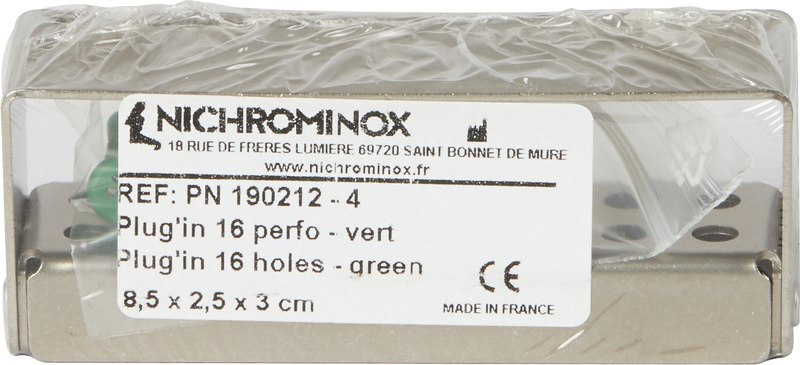 NICHROMINOX
18 RUE DE FRERES LUMIERE 69720 SAINT BONNET DE MURE
www.nichrominox.fr
REF: PN 190212 - 4
Plug'in 16 perfo - vert
Plug'in 16 holes - green
8,5 x 2,5 x 3 cm
CE
MADE IN FRANCE